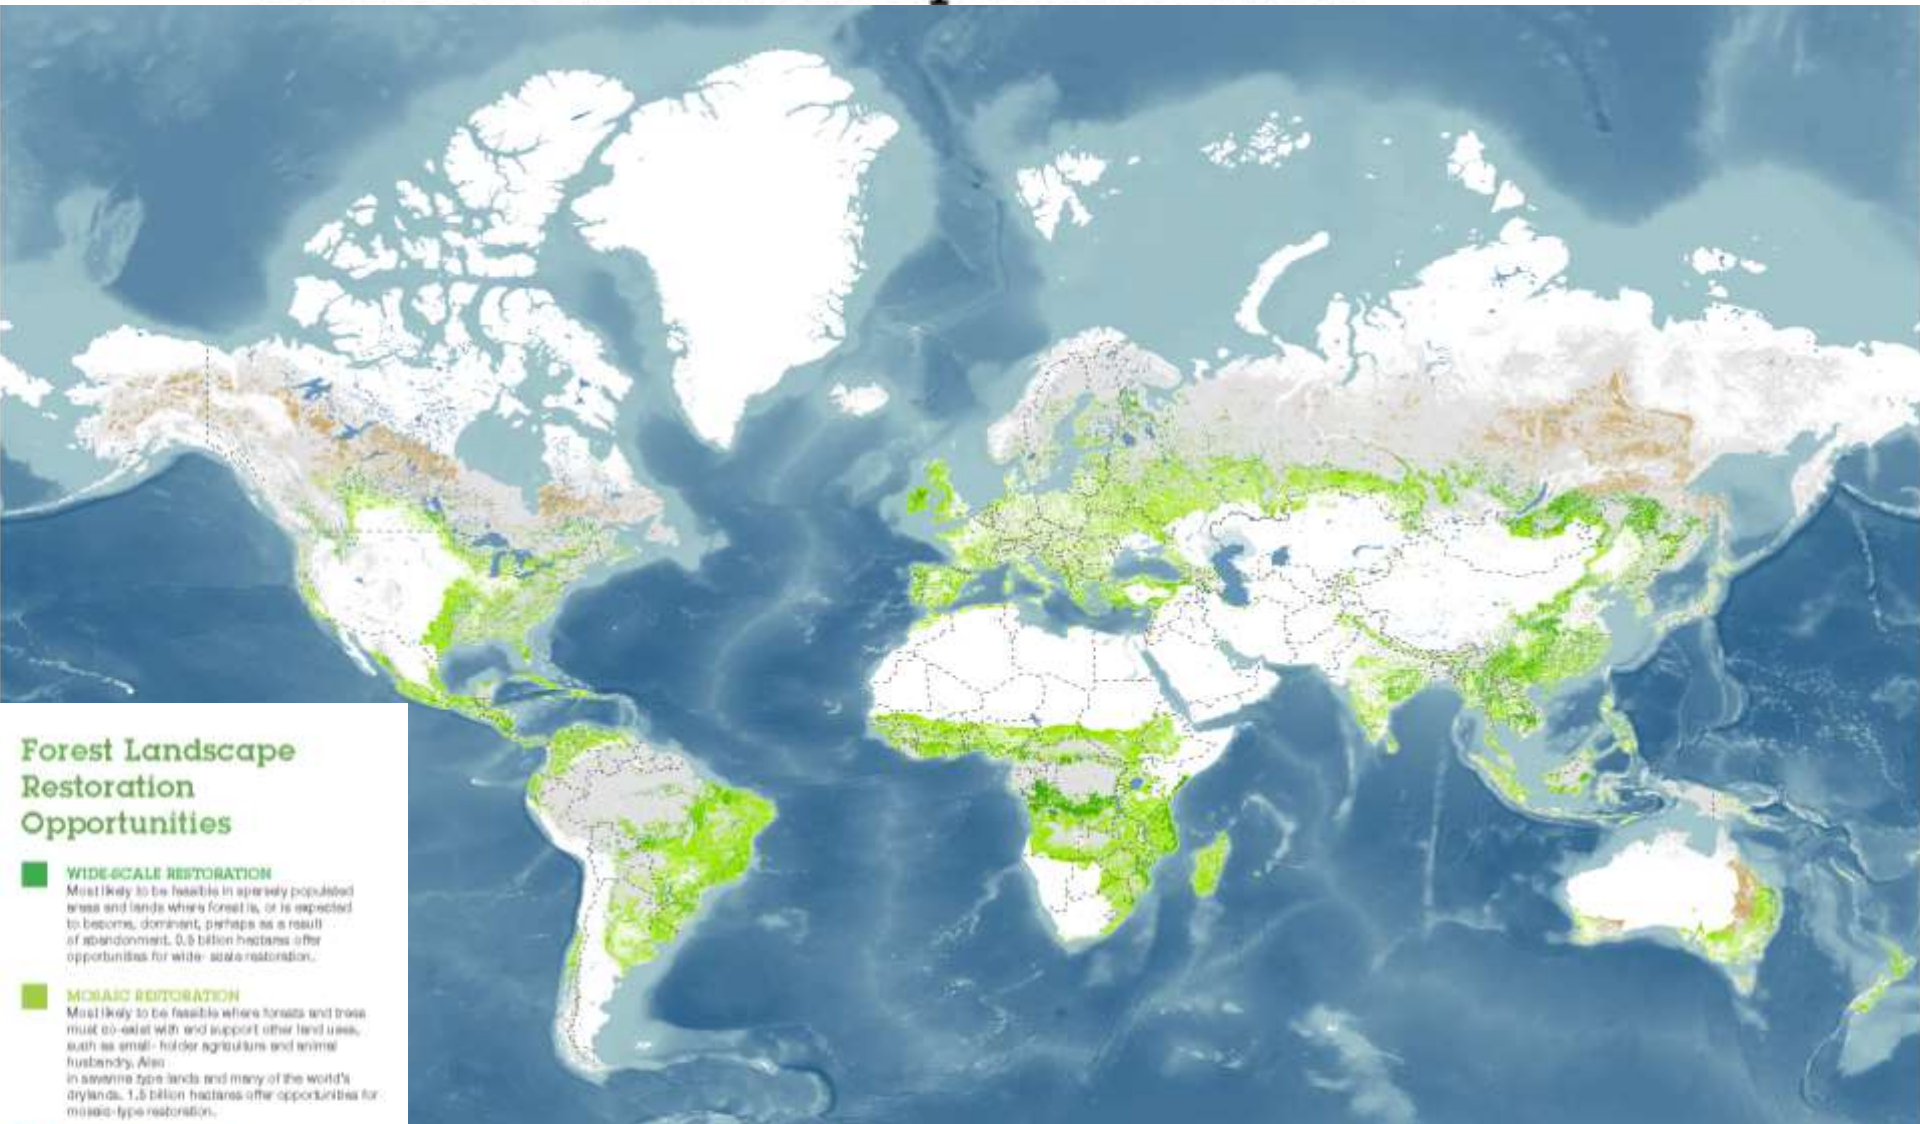 Forest Landscape
Restoration
Opportunities
WIDE-SCALE RESTORATION
Most likely to be feasible in sparsely populated
areas and lands where forest is, or is expected
to become, dominant, perhaps as a result
of abandonment. 0.5 billion hectares offer
opportunities for wide- scale restoration.
MOSAIC RESTORATION
Most likely to be feasible where forests and trees
must co-exist with and support other land uses,
such as small- holder agriculture and animal
husbandry. Also
in savanna type lands and many of the world's
drylands. 1.5 billion hectares offer opportunities for
mosaic-type restoration.